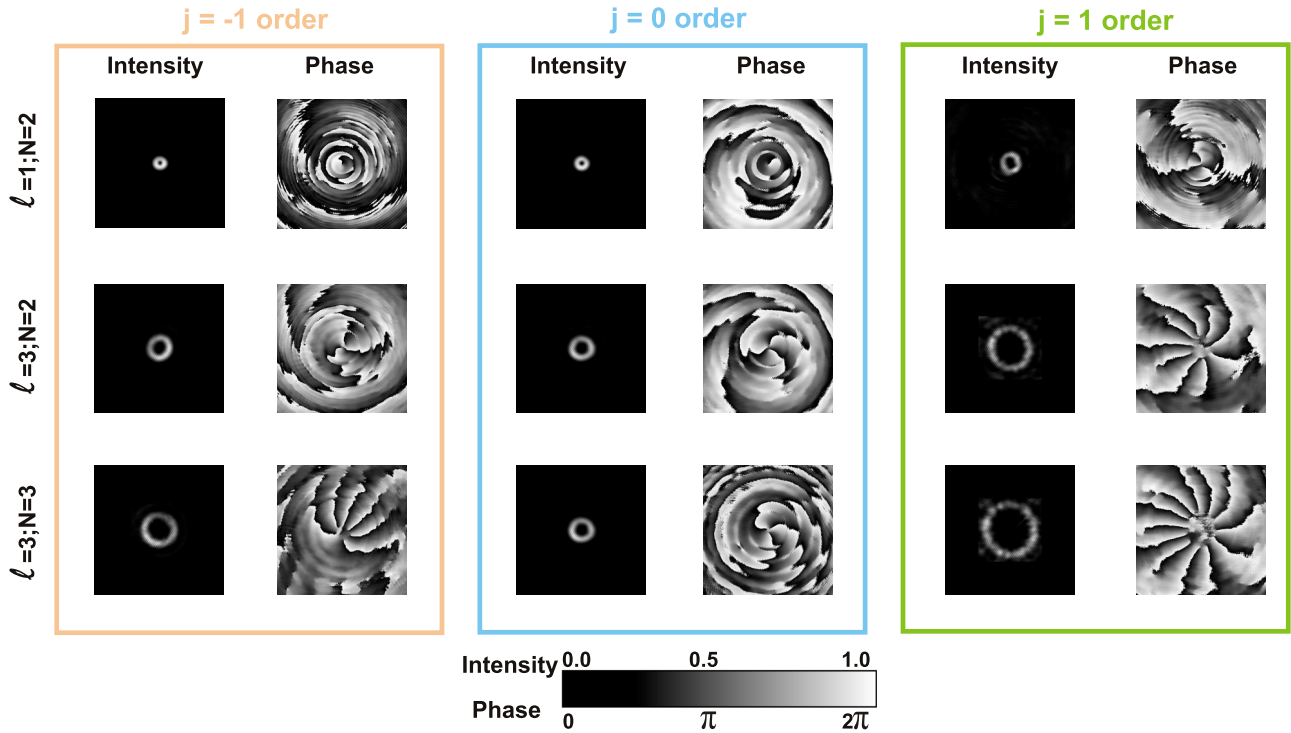 j = -1 order
j = 0 order
j = 1 order
Intensity
Phase
Intensity
Phase
Intensity
Phase
ℓ=1;N=2
ℓ=3;N=2
ℓ=3;N=3
Intensity
0.0
0.5
1.0
Phase
0
π
2π